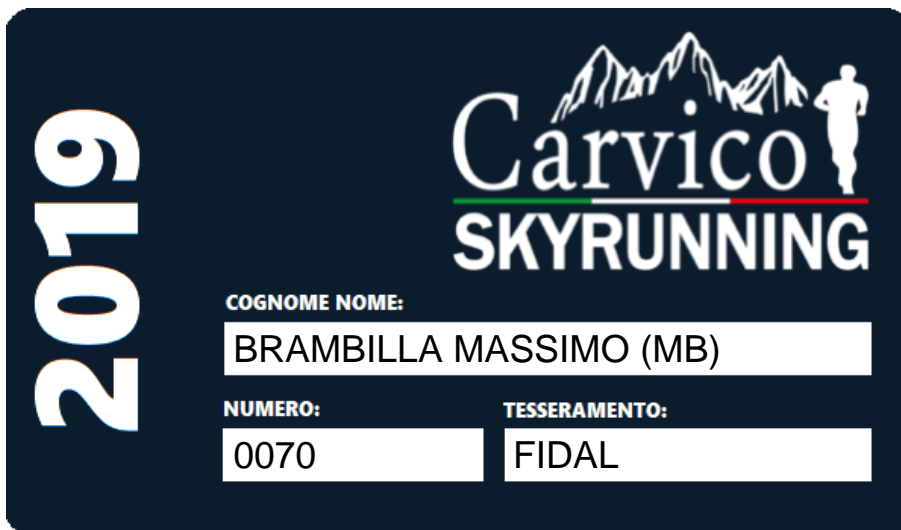 2019
Carvico
SKYRUNNING
COGNOME NOME:
BRAMBILLA MASSIMO (MB)
NUMERO: TESSERAMENTO:
0070 FIDAL